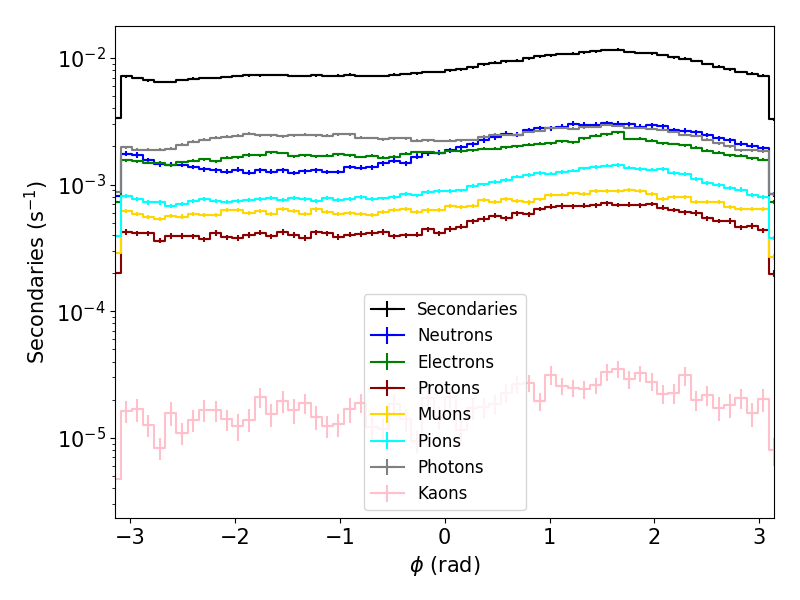 Secondaries (s⁻¹)
10⁻²
10⁻³
10⁻⁴
10⁻⁵
Secondaries
Neutrons
Electrons
Protons
Muons
Pions
Photons
Kaons
−3 −2 −1 0 1 2 3
ϕ (rad)